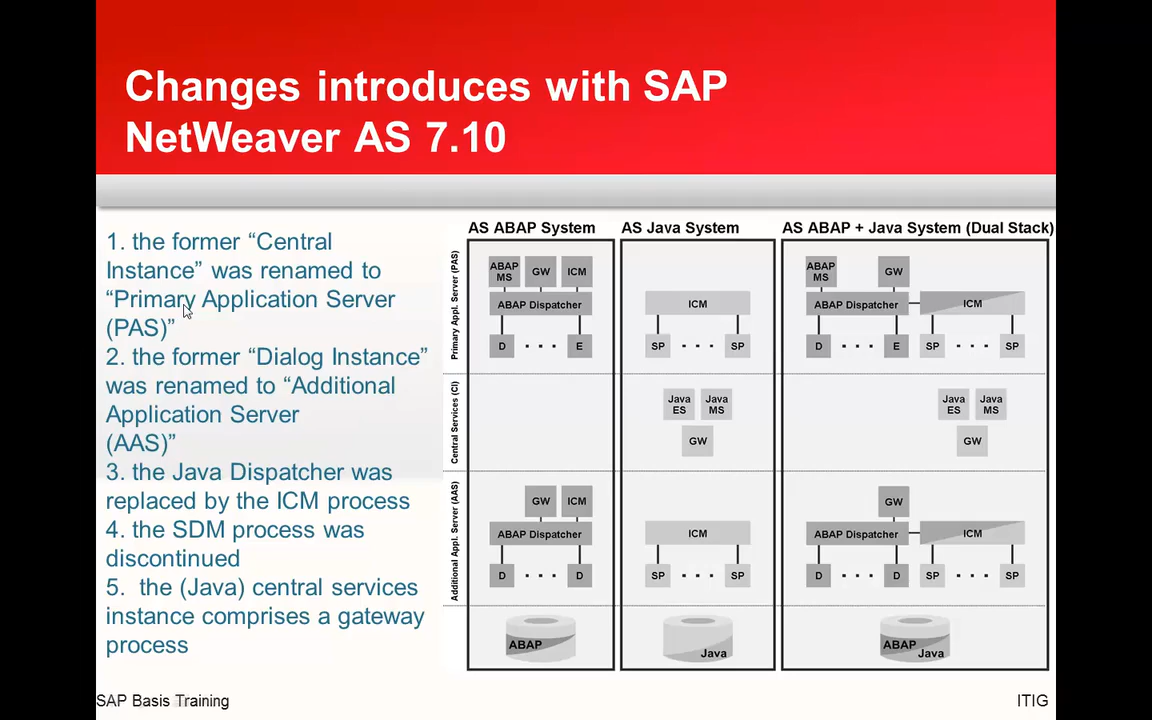 Changes introduces with SAP
NetWeaver AS 7.10
1. the former “Central
Instance” was renamed to
“Primary Application Server
(PAS)”
2. the former “Dialog Instance”
was renamed to “Additional
Application Server
(AAS)”
3. the Java Dispatcher was
replaced by the ICM process
4. the SDM process was
discontinued
5. the (Java) central services
instance comprises a gateway
process
AS ABAP System
AS Java System
AS ABAP + Java System (Dual Stack)
Primary Appl. Server (PAS)
ABAP
MS
GW
ICM
ABAP Dispatcher
D
E
ICM
SP
SP
ABAP
MS
GW
ABAP Dispatcher
ICM
D
E
SP
SP
Central Services (CI)
Java
ES
Java
MS
GW
Java
ES
Java
MS
GW
Additional Appl. Server (AAS)
GW
ICM
ABAP Dispatcher
D
D
ICM
SP
SP
GW
ABAP Dispatcher
ICM
D
D
SP
SP
ABAP
Java
ABAP
Java
SAP Basis Training
ITIG